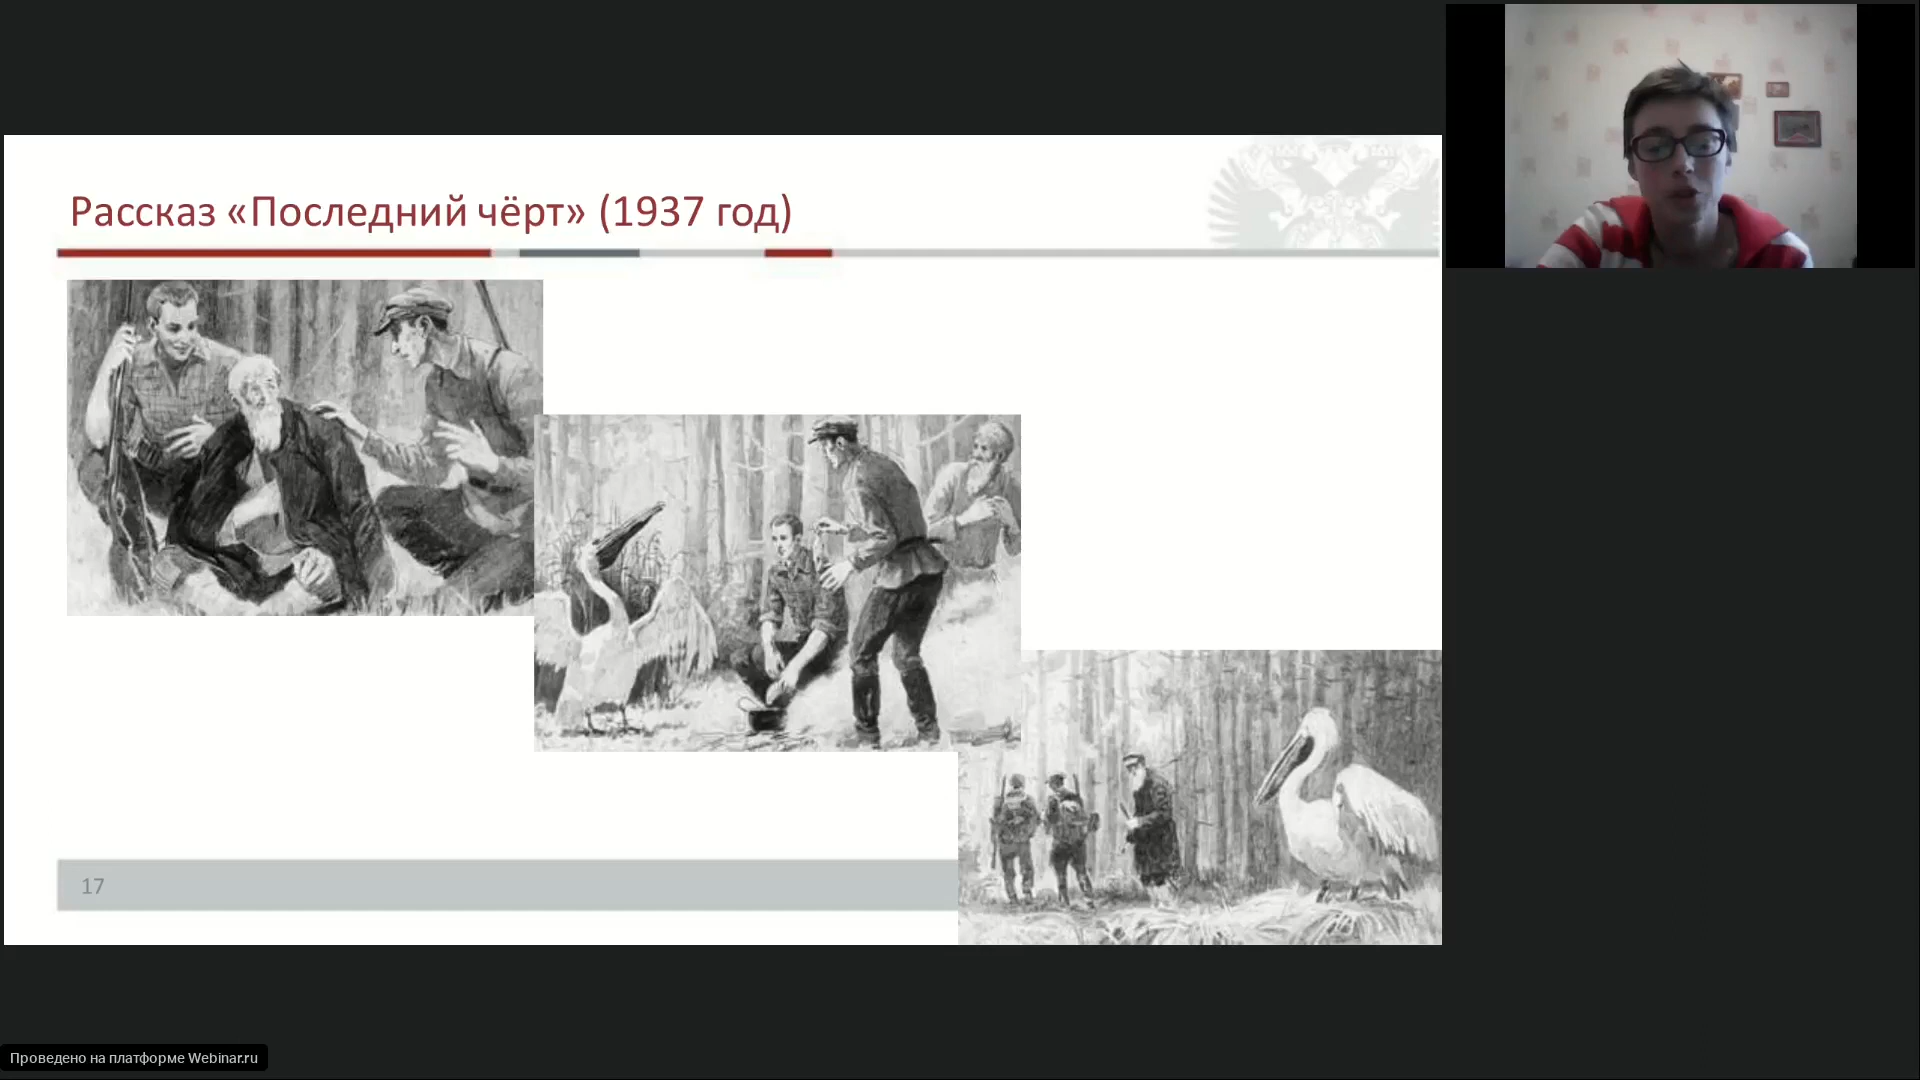 Рассказ «Последний чёрт» (1937 год)
17
Проведено на платформе Webinar.ru